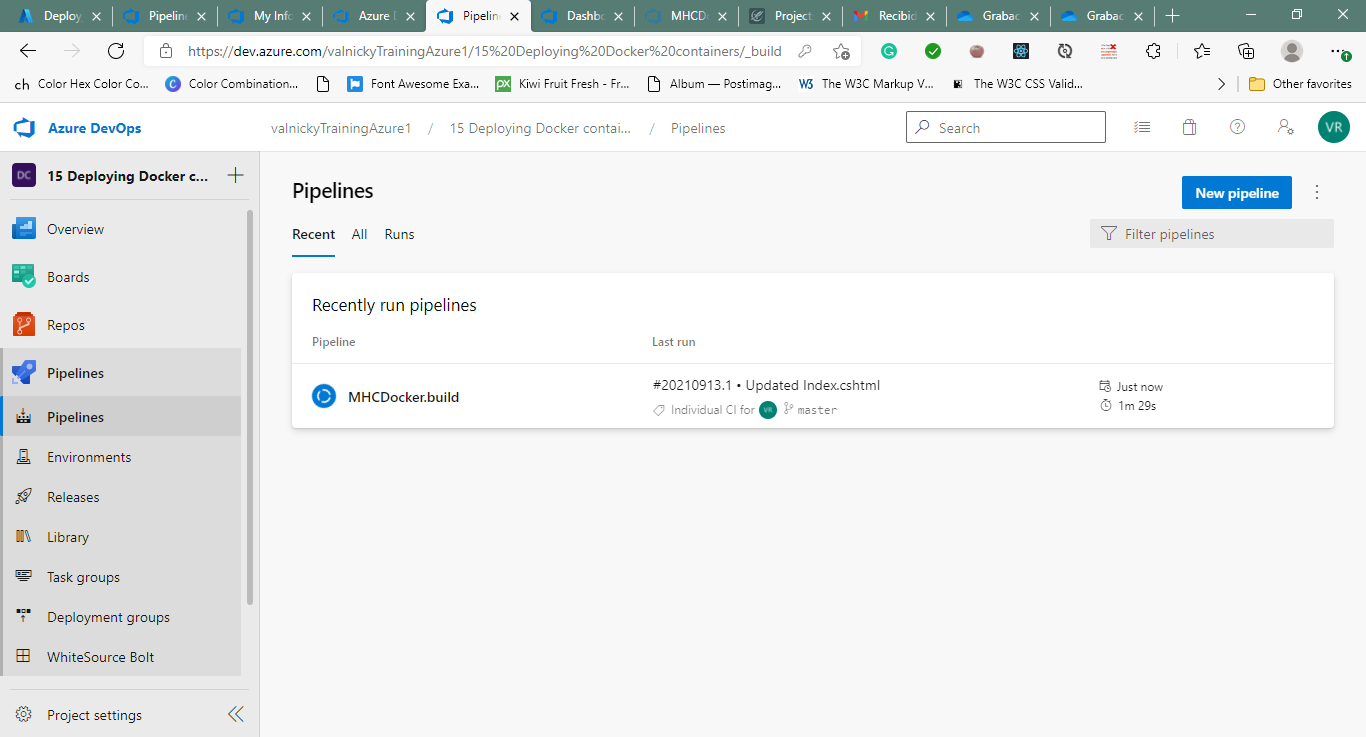 Deploy Pipelin My Info Azure D Pipelin Dashbo MHCDo Project Recibid Grabac Grabac
https://dev.azure.com/valnickyTrainingAzure1/15%20Deploying%20Docker%20containers/_build
ch Color Hex Color Co... Color Combination... Font Awesome Exa... px Kiwi Fruit Fresh - Fr... Album — Postimag... W3 The W3C Markup V... The W3C CSS Valid... Other favorites
Azure DevOps valnickyTrainingAzure1 / 15 Deploying Docker contai... / Pipelines Search VR
DC 15 Deploying Docker c...
Overview
Boards
Repos
Pipelines
Pipelines
Environments
Releases
Library
Task groups
Deployment groups
WhiteSource Bolt
Project settings
Pipelines
New pipeline
Recent All Runs
Filter pipelines
Recently run pipelines
Pipeline Last run
MHCDocker.build
#20210913.1 • Updated Index.cshtml
Individual CI for VR master
Just now
1m 29s